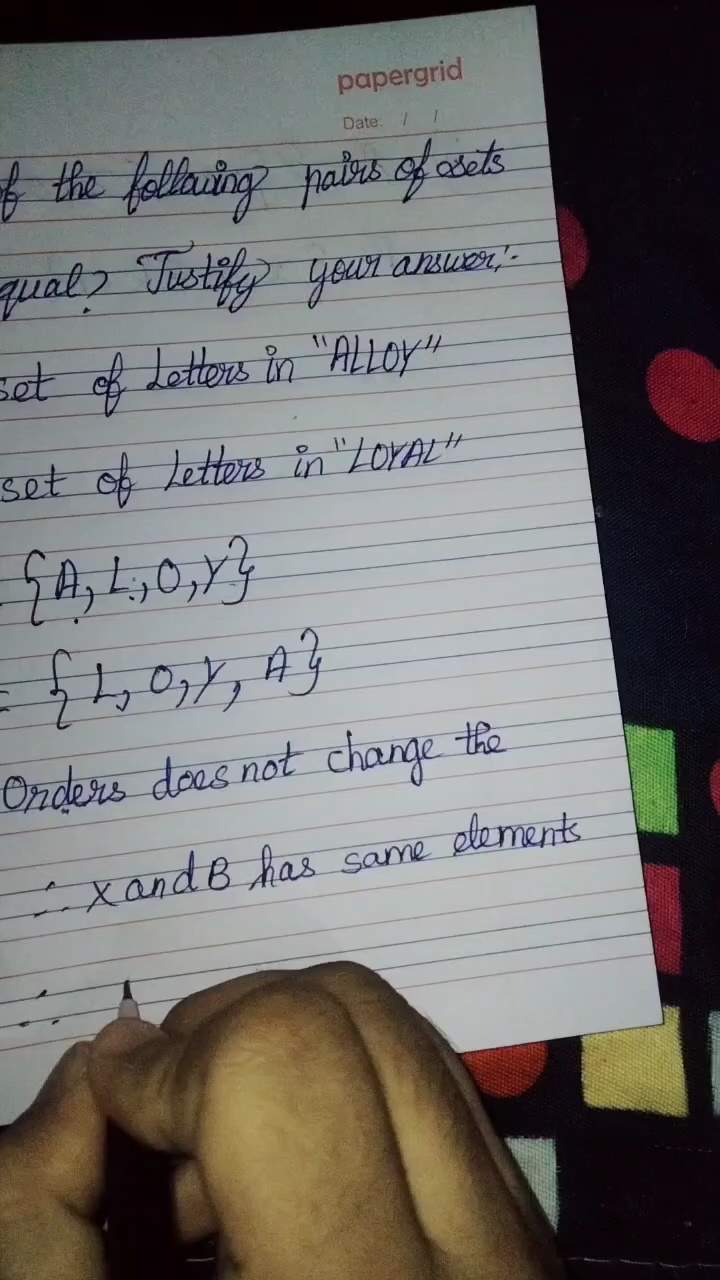 papergrid
Date: / /
f the following pairs of sets
qual? Justify your answer:-
set of letters in "ALLOY"
set of Letters in "LOYAL"
= {A, L, O, Y}
= {L, O, Y, A}
Orders does not change the
∴ X and B has same elements
∴